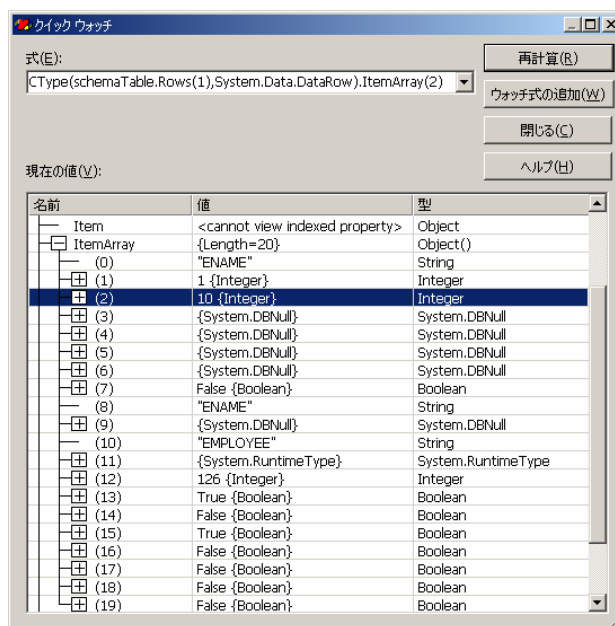 クイック ウォッチ
式(E):
再計算(R)
CType(schemaTable.Rows(1),System.Data.DataRow).ItemArray(2)
ウォッチ式の追加(W)
閉じる(C)
ヘルプ(H)
現在の値(V):
名前 値 型
Item <cannot view indexed property> Object
ItemArray {Length=20} Object()
(0) "ENAME" String
(1) 1 {Integer} Integer
(2) 10 {Integer} Integer
(3) {System.DBNull} System.DBNull
(4) {System.DBNull} System.DBNull
(5) {System.DBNull} System.DBNull
(6) {System.DBNull} System.DBNull
(7) False {Boolean} Boolean
(8) "ENAME" String
(9) {System.DBNull} System.DBNull
(10) "EMPLOYEE" String
(11) {System.RuntimeType} System.RuntimeType
(12) 126 {Integer} Integer
(13) True {Boolean} Boolean
(14) False {Boolean} Boolean
(15) True {Boolean} Boolean
(16) False {Boolean} Boolean
(17) False {Boolean} Boolean
(18) False {Boolean} Boolean
(19) False {Boolean} Boolean